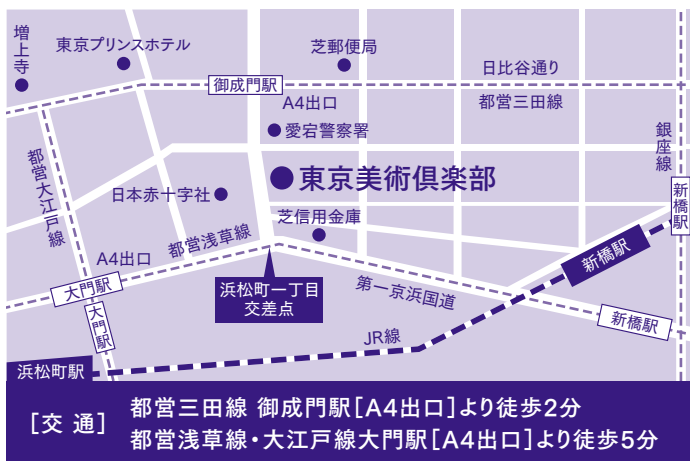 増上寺
東京プリンスホテル
芝郵便局
日比谷通り
御成門駅
A4出口
都営三田線
愛宕警察署
銀座線
都営大江戸線
東京美術倶楽部
日本赤十字社
新橋駅
芝信用金庫
都営浅草線
A4出口
新橋駅
大門駅
浜松町一丁目
交差点
第一京浜国道
大門駅
新橋駅
JR線
浜松町駅
[交 通]
都営三田線 御成門駅[A4出口]より徒歩2分
都営浅草線・大江戸線大門駅[A4出口]より徒歩5分